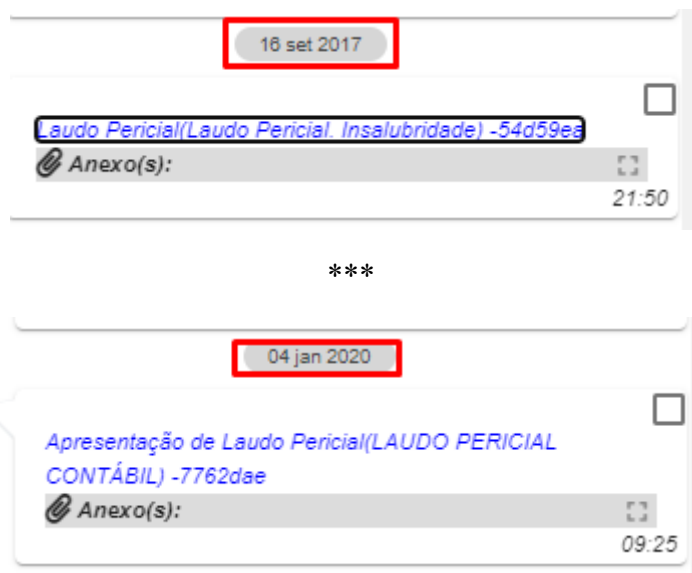 16 set 2017
Laudo Pericial(Laudo Pericial. Insalubridade) -54d59ea
Anexo(s):
21:50
***
04 jan 2020
Apresentação de Laudo Pericial(LAUDO PERICIAL
CONTÁBIL) -7762dae
Anexo(s):
09:25